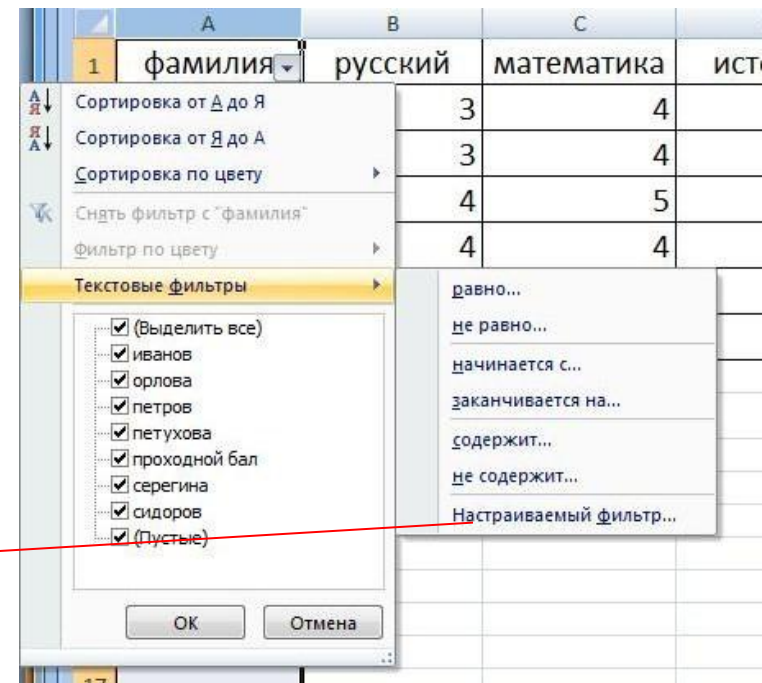 A B C
1 фамилия русский математика ист
Сортировка от А до Я 3 4
Сортировка от Я до А 3 4
Сортировка по цвету
Снять фильтр с "фамилия" 4 5
Фильтр по цвету 4 4
Текстовые фильтры
равно...
не равно...
начинается с...
заканчивается на...
содержит...
не содержит...
Настраиваемый фильтр...
(Выделить все)
иванов
орлова
петров
петухова
проходной бал
серегина
сидоров
(Пустые)
ОК Отмена
17